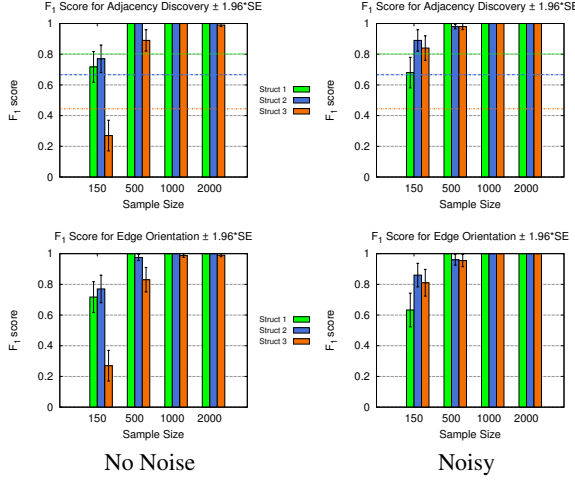 F1 Score for Adjacency Discovery ± 1.96*SE
F1 score
1
0.8
0.6
0.4
0.2
0
150 500 1000 2000
Sample Size
Struct 1
Struct 2
Struct 3
F1 Score for Adjacency Discovery ± 1.96*SE
F1 score
1
0.8
0.6
0.4
0.2
0
150 500 1000 2000
Sample Size
F1 Score for Edge Orientation ± 1.96*SE
F1 score
1
0.8
0.6
0.4
0.2
0
150 500 1000 2000
Sample Size
Struct 1
Struct 2
Struct 3
F1 Score for Edge Orientation ± 1.96*SE
F1 score
1
0.8
0.6
0.4
0.2
0
150 500 1000 2000
Sample Size
No Noise
Noisy